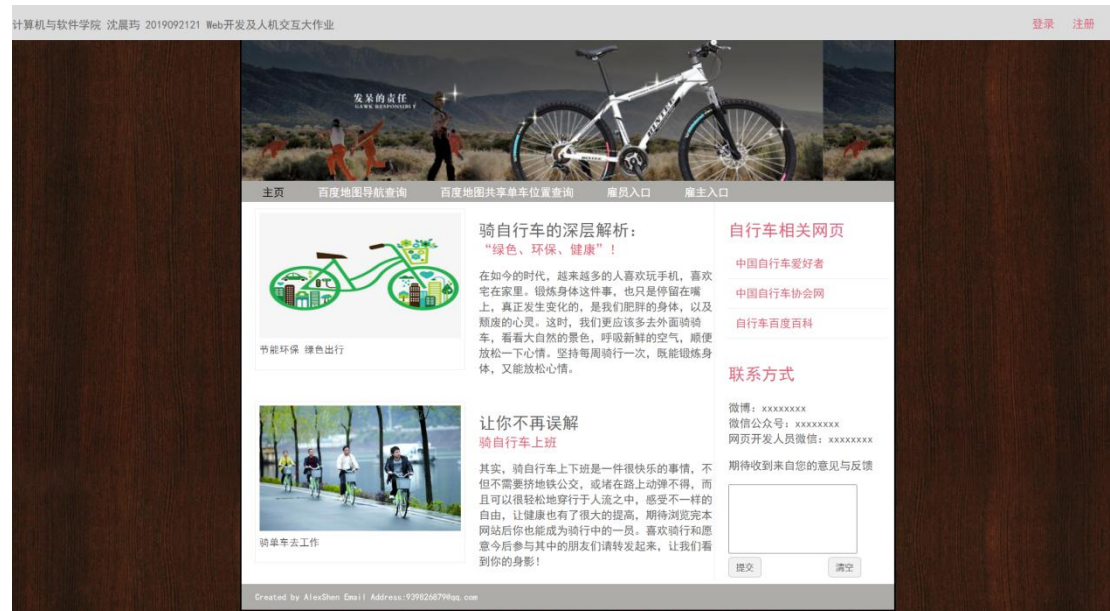 计算机与软件学院 沈晨玙 2019092121 Web开发及人机交互大作业
登录 注册
发呆的责任
GAWK RESPONSIBLY
主页 百度地图导航查询 百度地图共享单车位置查询 雇员入口 雇主入口
骑自行车的深层解析：
“绿色、环保、健康”！
在如今的时代，越来越多的人喜欢玩手机，喜欢
宅在家里。锻炼身体这件事，也只是停留在嘴
上，真正发生变化的，是我们肥胖的身体，以及
颓废的心灵。这时，我们更应该多去外面骑骑
车，看看大自然的景色，呼吸新鲜的空气，顺便
放松一下心情。坚持每周骑行一次，既能锻炼身
体，又能放松心情。
节能环保 绿色出行
让你不再误解
骑自行车上班
其实，骑自行车上下班是一件很快乐的事情，不
但不需要挤地铁公交，或堵在路上动弹不得，而
且可以很轻松地穿行于人流之中，感受不一样的
自由，让健康也有了很大的提高，期待浏览完本
网站后你也能成为骑行中的一员。喜欢骑行和愿
意今后参与其中的朋友们请转发起来，让我们看
到你的身影！
骑单车去工作
自行车相关网页
中国自行车爱好者
中国自行车协会网
自行车百度百科
联系方式
微博：xxxxxxxx
微信公众号：xxxxxxxx
网页开发人员微信：xxxxxxxx
期待收到来自您的意见与反馈
提交 清空
Created by AlexShen Email Address:939826879@qq.com